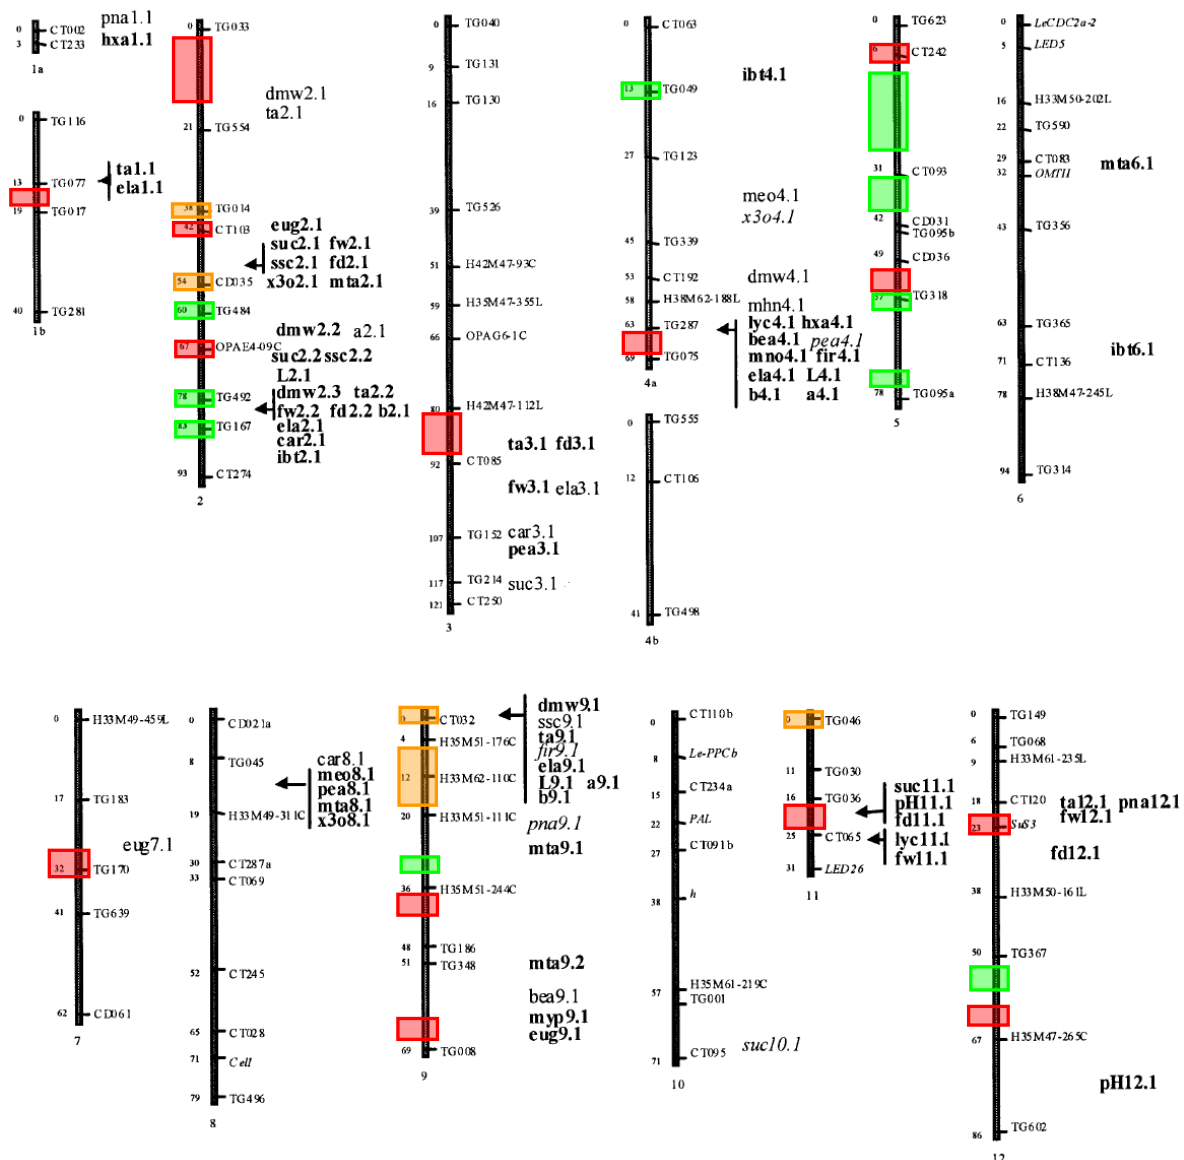 pna1.1
0 CT002
hxa1.1
3 CT233
1a
0 TG116
13 TG077
ta1.1
ela1.1
19 TG017
40 TG281
1b
0 TG033
dmw2.1
ta2.1
21 TG554
38 TG014
42 CT103
eug2.1
suc2.1 fw2.1
ssc2.1 fd2.1
54 CD035
x3o2.1 mta2.1
60 TG484
dmw2.2 a2.1
67 OPAE4-09C
suc2.2 ssc2.2
L2.1
78 TG492
dmw2.3 ta2.2
fw2.2 fd2.2 b2.1
83 TG167
ela2.1
car2.1
ibt2.1
93 CT274
2
0 TG040
9 TG131
16 TG130
39 TG526
51 H42M47-93C
59 H35M47-355L
66 OPAG6-1C
80 H42M47-112L
ta3.1 fd3.1
92 CT085
fw3.1 ela3.1
107 TG152
car3.1
pea3.1
117 TG214
suc3.1
121 CT250
3
0 CT063
ibt4.1
13 TG049
27 TG123
meo4.1
x3o4.1
45 TG339
53 CT192
dmw4.1
58 H38M62-188L
mhn4.1
63 TG287
lyc4.1 hxa4.1
bea4.1 pea4.1
69 TG075
mno4.1 fir4.1
4a
ela4.1 L4.1
b4.1 a4.1
0 TG555
12 CT106
41 TG498
4b
0 TG623
6 CT242
31 CT093
42 CD031
TG095b
49 CD036
57 TG318
78 TG095a
5
0 LeCDC2a-2
5 LED5
16 H33M50-202L
22 TG590
29 CT083
mta6.1
32 OMTII
43 TG356
63 TG365
ibt6.1
71 CT136
78 H38M47-245L
94 TG314
6
0 H33M49-459L
17 TG183
eug7.1
32 TG170
41 TG639
62 CD061
7
0 CD021a
8 TG045
car8.1
meo8.1
pea8.1
mta8.1
x3o8.1
19 H33M49-311C
30 CT287a
33 CT069
52 CT245
65 CT028
71 Cell
79 TG496
8
CT032
dmw9.1
ssc9.1
4 H35M51-176C
ta9.1
fir9.1
ela9.1
12 H33M62-110C
L9.1 a9.1
b9.1
20 H35M51-111C
pna9.1
mta9.1
36 H35M51-244C
48 TG186
51 TG348
mta9.2
bea9.1
myp9.1
eug9.1
69 TG008
9
0 CT110b
8 Le-PPCb
15 CT234a
22 PAL
27 CT091b
38 h
57 H35M61-219C
TG001
71 CT095
suc10.1
10
0 TG046
11 TG030
16 TG036
suc11.1
pH11.1
fd11.1
25 CT065
lyc11.1
fw11.1
31 LED26
11
0 TG149
6 TG068
9 H33M61-235L
18 CT120
ta12.1 pna12.1
fw12.1
23 SuS3
fd12.1
38 H33M50-161L
50 TG367
67 H35M47-265C
pH12.1
86 TG602
12